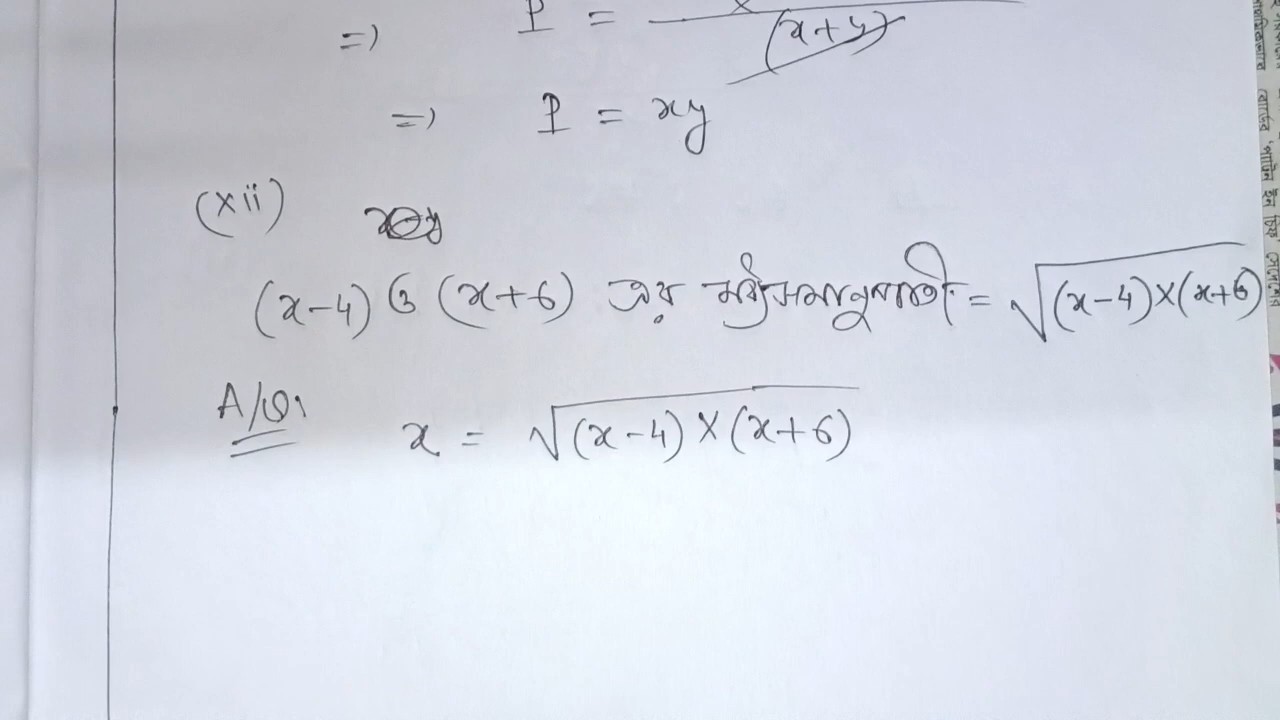 => P = x / (x+y)
=> P = xy
(xii)
(x-4) ও (x+6) এর মধ্যসমানুপাতী = √(x-4)×(x+6)
A/Q, x = √(x-4)×(x+6)